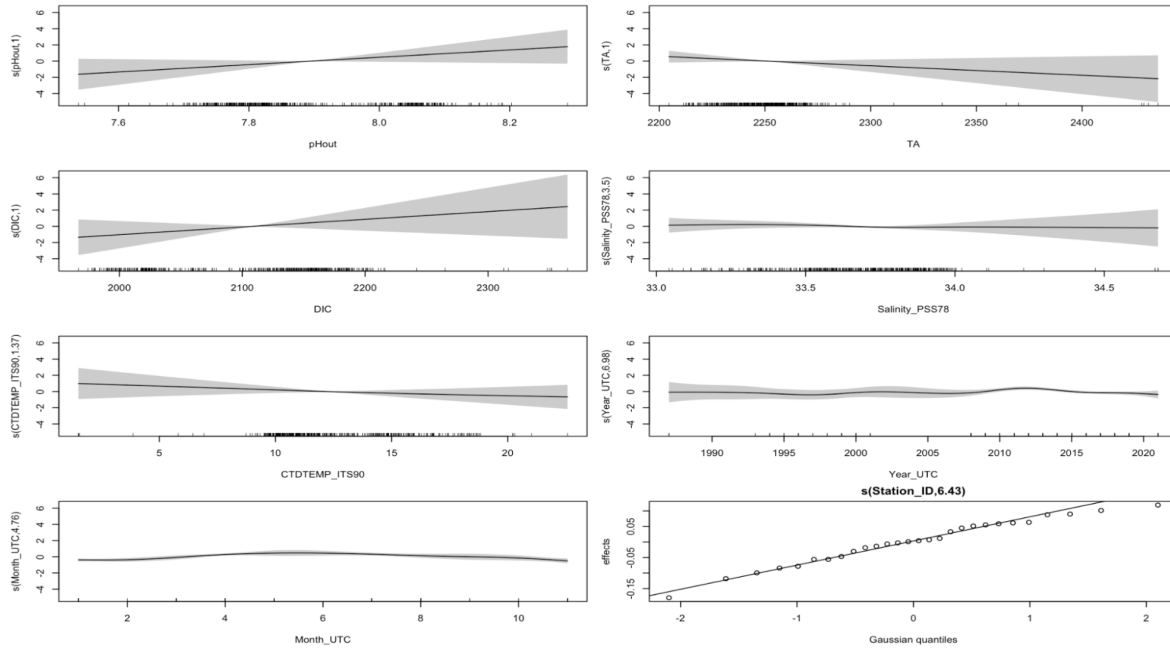 s(pHout,1)
6
4
2
0
-2
-4
7.6 7.8 8.0 8.2
pHout
s(TA,1)
6
4
2
0
-2
-4
2200 2250 2300 2350 2400
TA
s(DIC,1)
6
4
2
0
-2
-4
2000 2100 2200 2300
DIC
s(Salinity_PSS78,3.5)
6
4
2
0
-2
-4
33.0 33.5 34.0 34.5
Salinity_PSS78
s(CTDTEMP_ITS90,1.37)
6
4
2
0
-2
-4
5 10 15 20
CTDTEMP_ITS90
s(Year_UTC,6.98)
6
4
2
0
-2
-4
1990 1995 2000 2005 2010 2015 2020
Year_UTC
s(Month_UTC,4.76)
6
4
2
0
-2
-4
2 4 6 8 10
Month_UTC
s(Station_ID,6.43)
effects
0.05
-0.05
-0.15
-2 -1 0 1 2
Gaussian quantiles